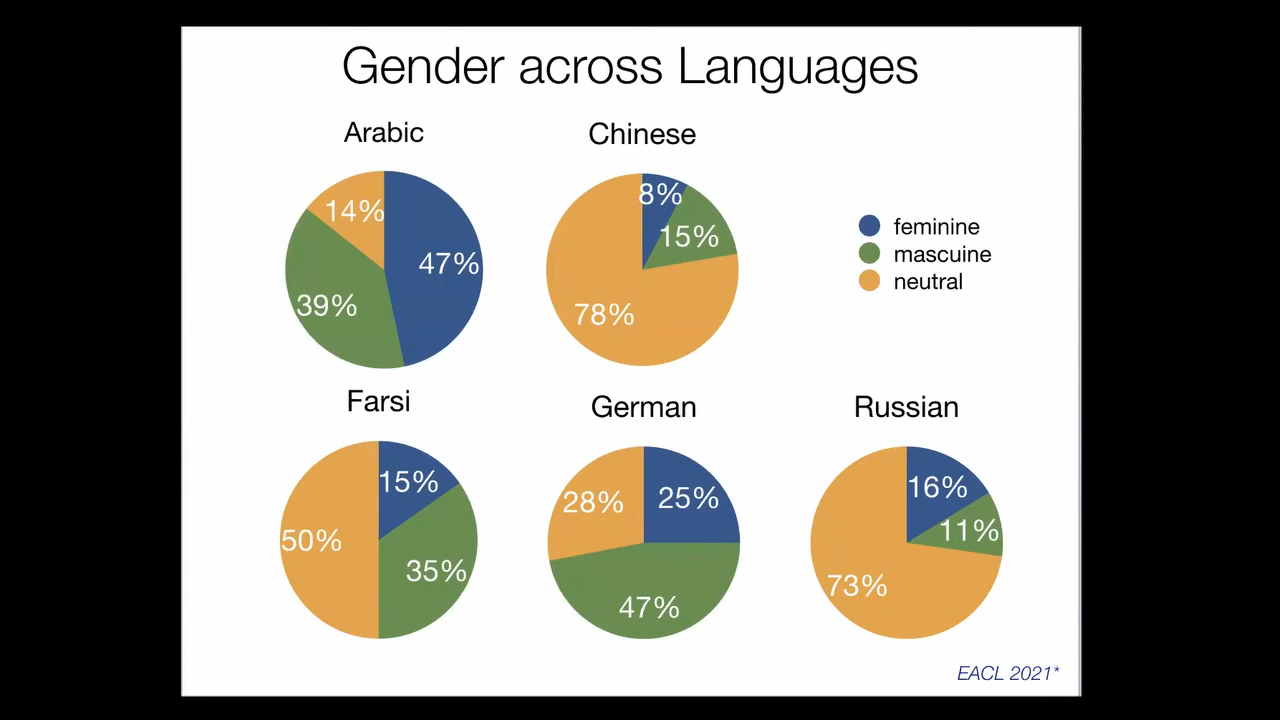 Gender across Languages
Arabic
Chinese
14%
47%
39%
8%
15%
78%
feminine
mascuine
neutral
Farsi
German
Russian
15%
50%
35%
28%
25%
47%
16%
11%
73%
EACL 2021*